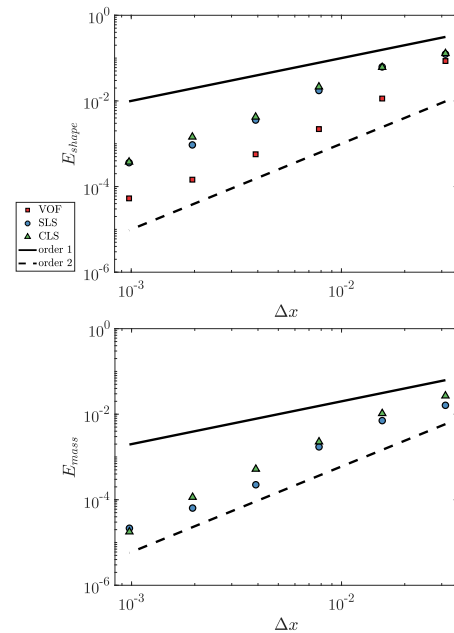 10^0
10^-2
10^-4
10^-6
E_shape
10^-3
10^-2
Δx
VOF
SLS
CLS
order 1
order 2
10^0
10^-2
10^-4
10^-6
E_mass
10^-3
10^-2
Δx